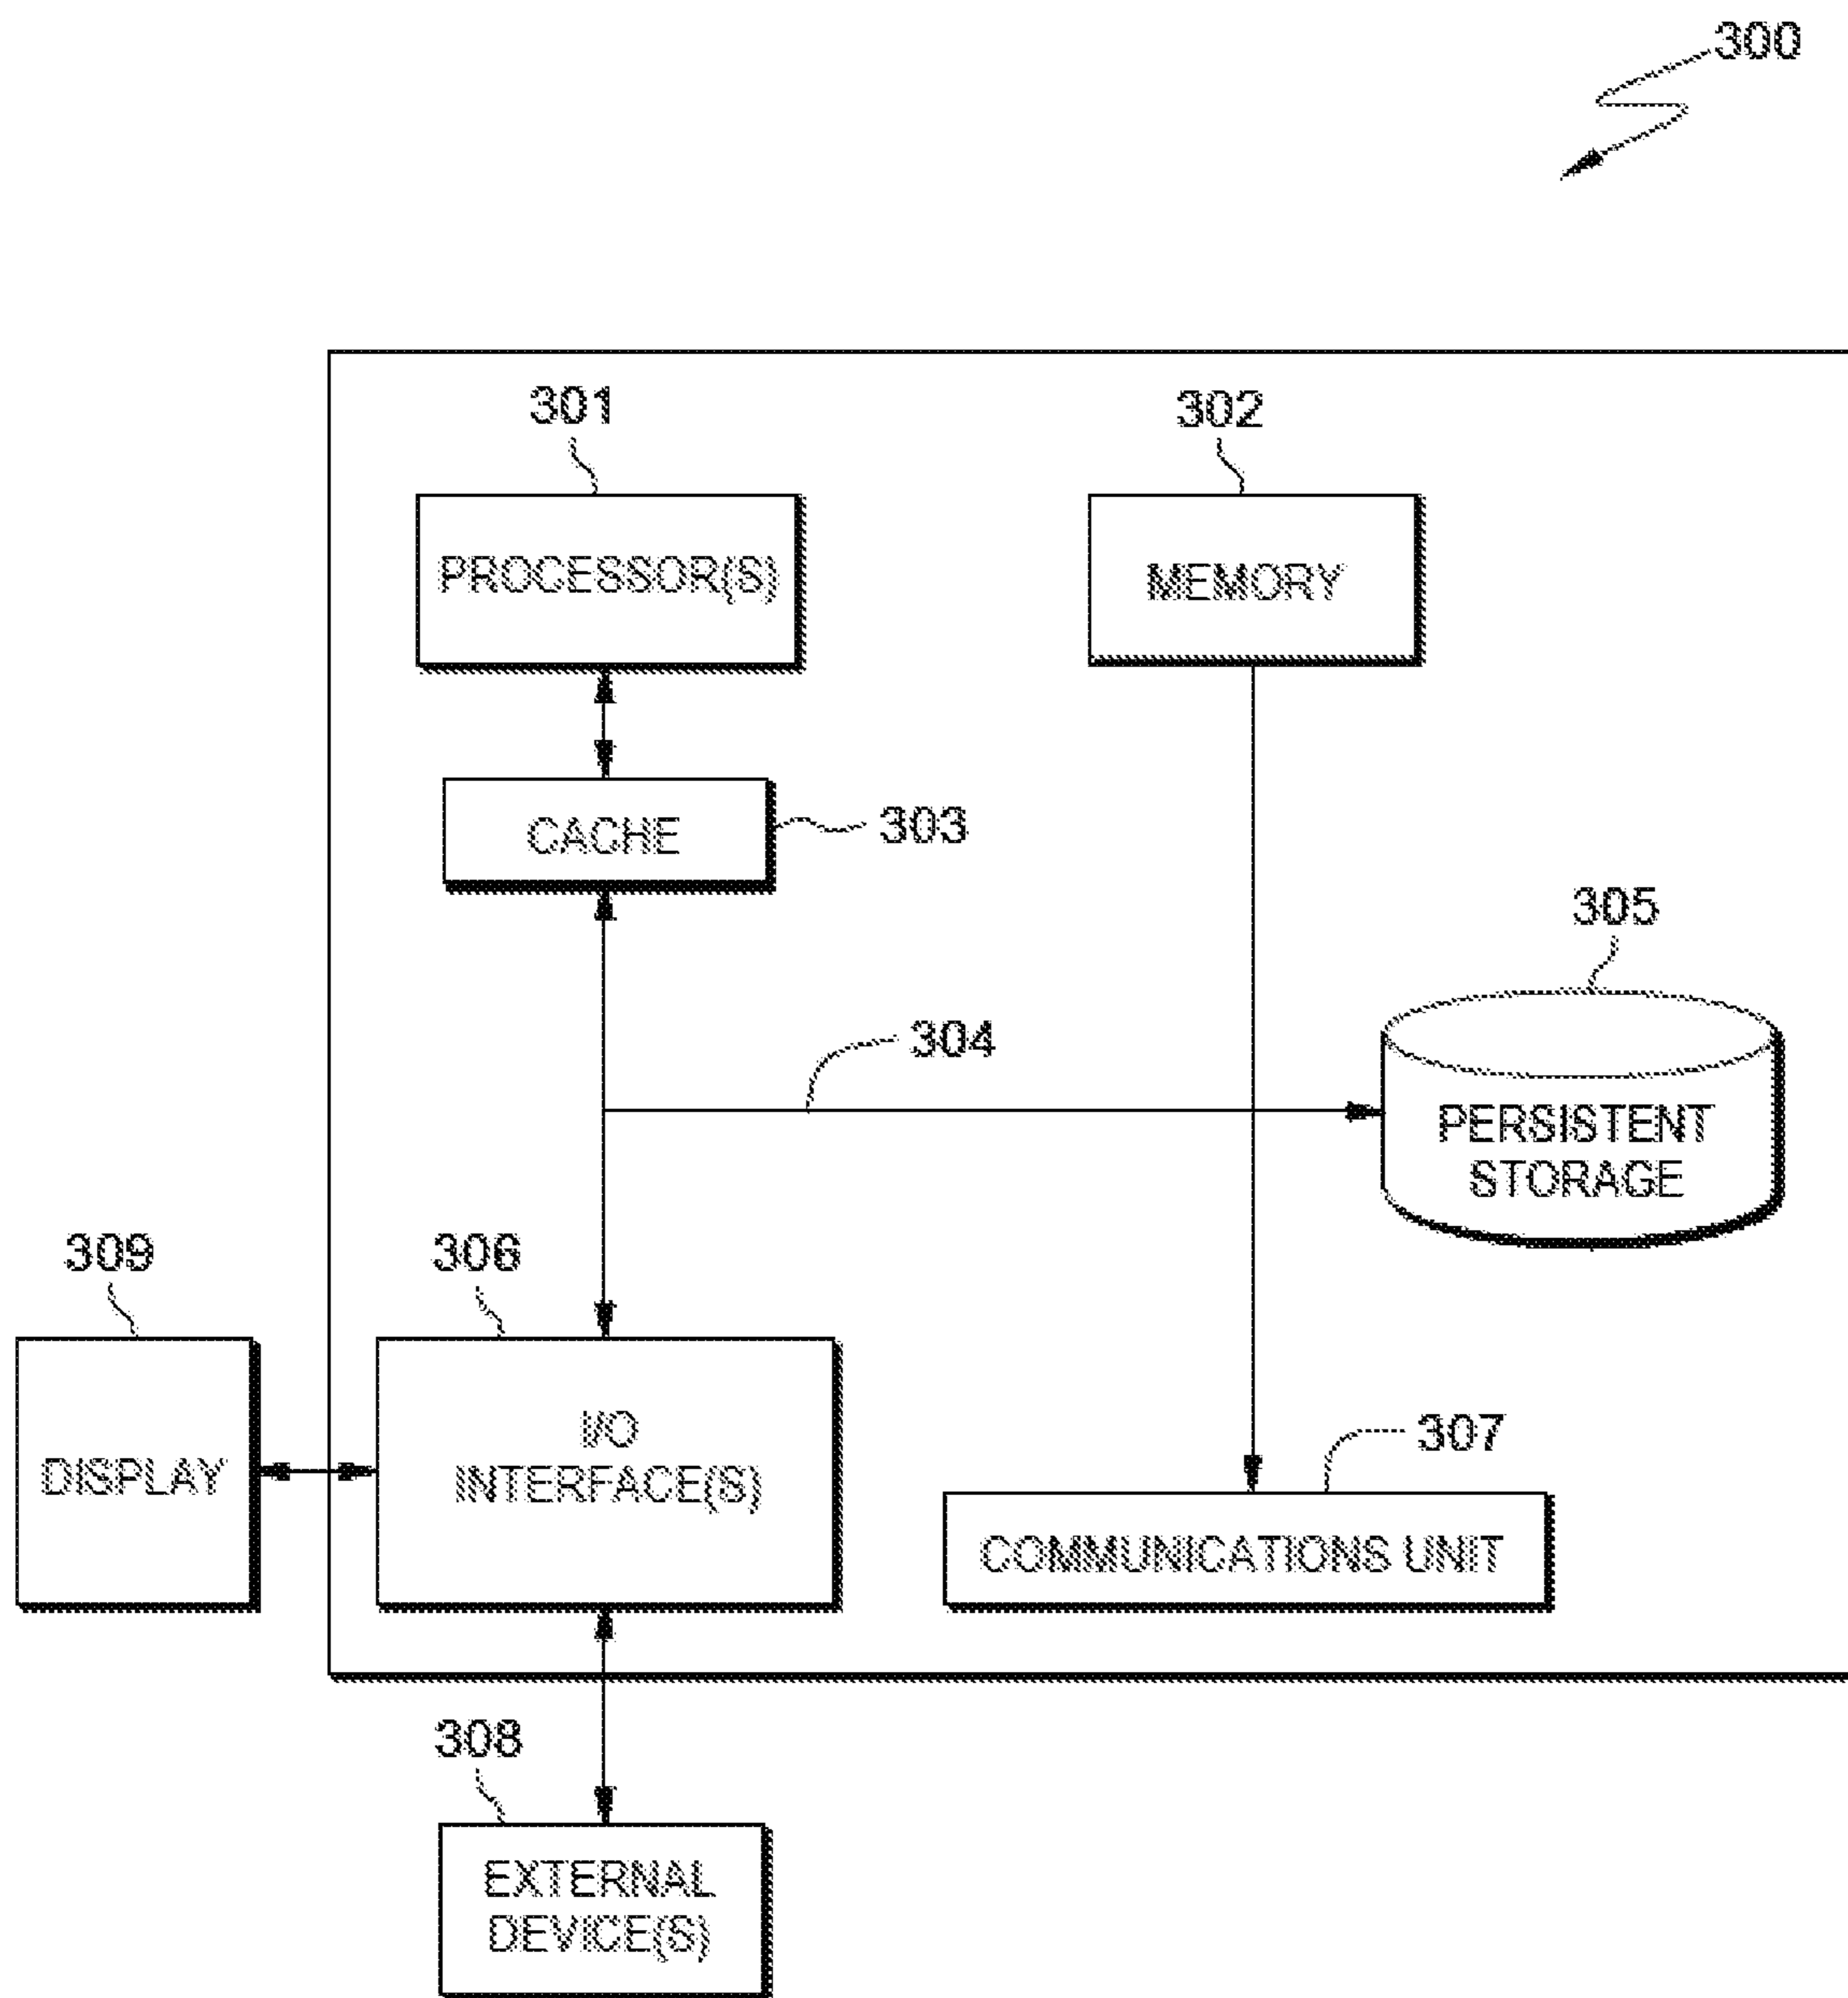 300
301
302
PROCESSOR(S)
MEMORY
CACHE
303
305
304
PERSISTENT
STORAGE
309
306
I/O
INTERFACE(S)
DISPLAY
307
COMMUNICATIONS UNIT
308
EXTERNAL
DEVICE(S)